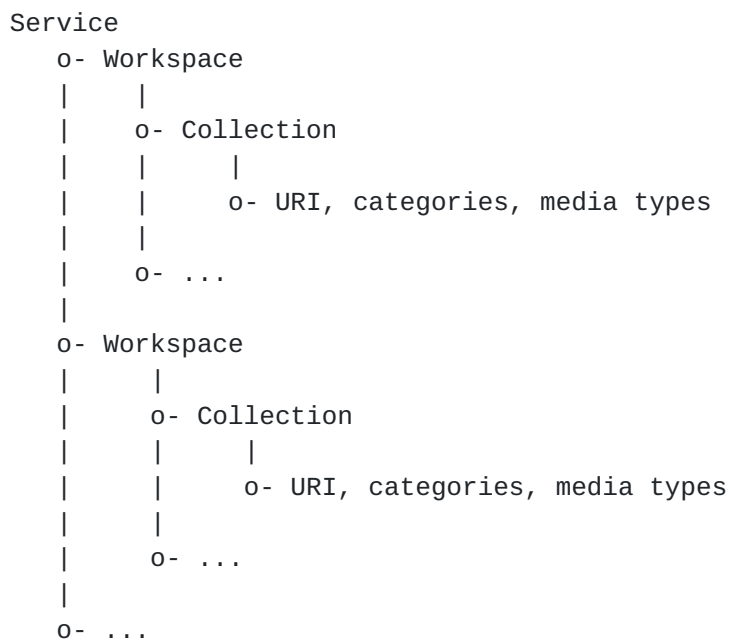 Service
   o- Workspace
   |    |
   |    o- Collection
   |    |     |
   |    |     o- URI, categories, media types
   |    |
   |    o- ...
   |
   o- Workspace
   |     |
   |     o- Collection
   |     |     |
   |     |     o- URI, categories, media types
   |     |
   |     o- ...
   |
   o- ...